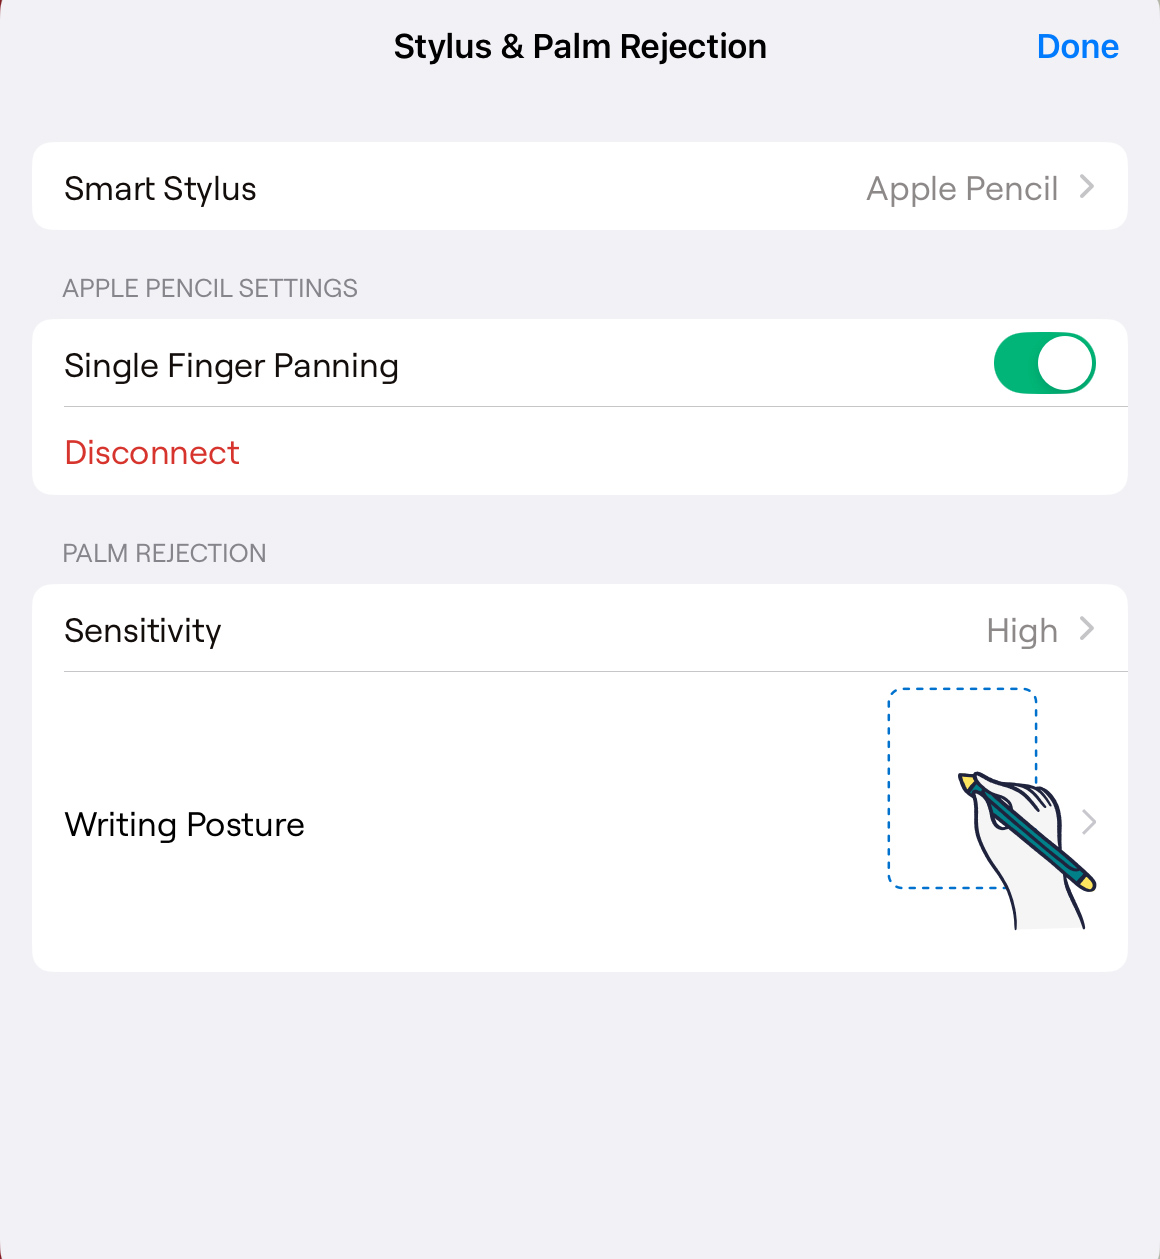 Stylus & Palm Rejection
Done
Smart Stylus Apple Pencil
APPLE PENCIL SETTINGS
Single Finger Panning
Disconnect
PALM REJECTION
Sensitivity High
Writing Posture